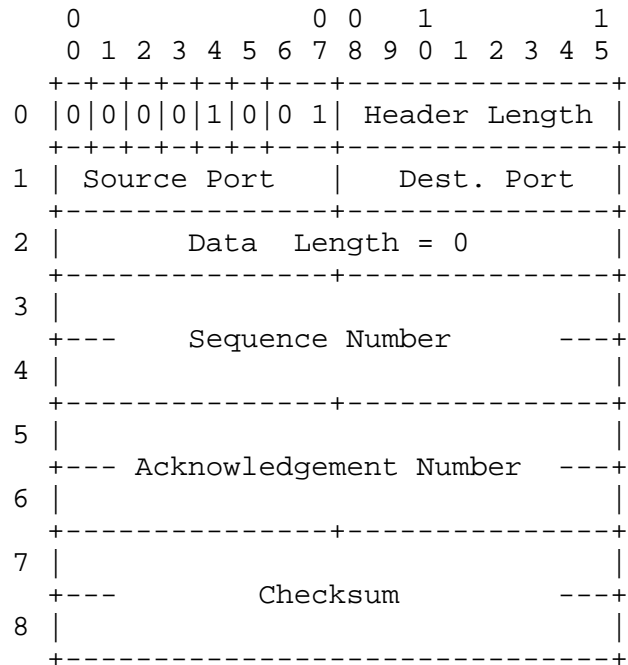 0             0 0   1         1
 0 1 2 3 4 5 6 7 8 9 0 1 2 3 4 5
+-+-+-+-+-+-+---+---------------+
0 |0|0|0|0|1|0|0 1| Header Length |
+-+-+-+-+-+-+---+---------------+
1 | Source Port   |   Dest. Port  |
+---------------+---------------+
2 |       Data  Length = 0        |
+---------------+---------------+
3 |                               |
+---    Sequence Number      ---+
4 |                               |
+---------------+---------------+
5 |                               |
+--- Acknowledgement Number  ---+
6 |                               |
+---------------+---------------+
7 |                               |
+---        Checksum         ---+
8 |                               |
+-------------------------------+